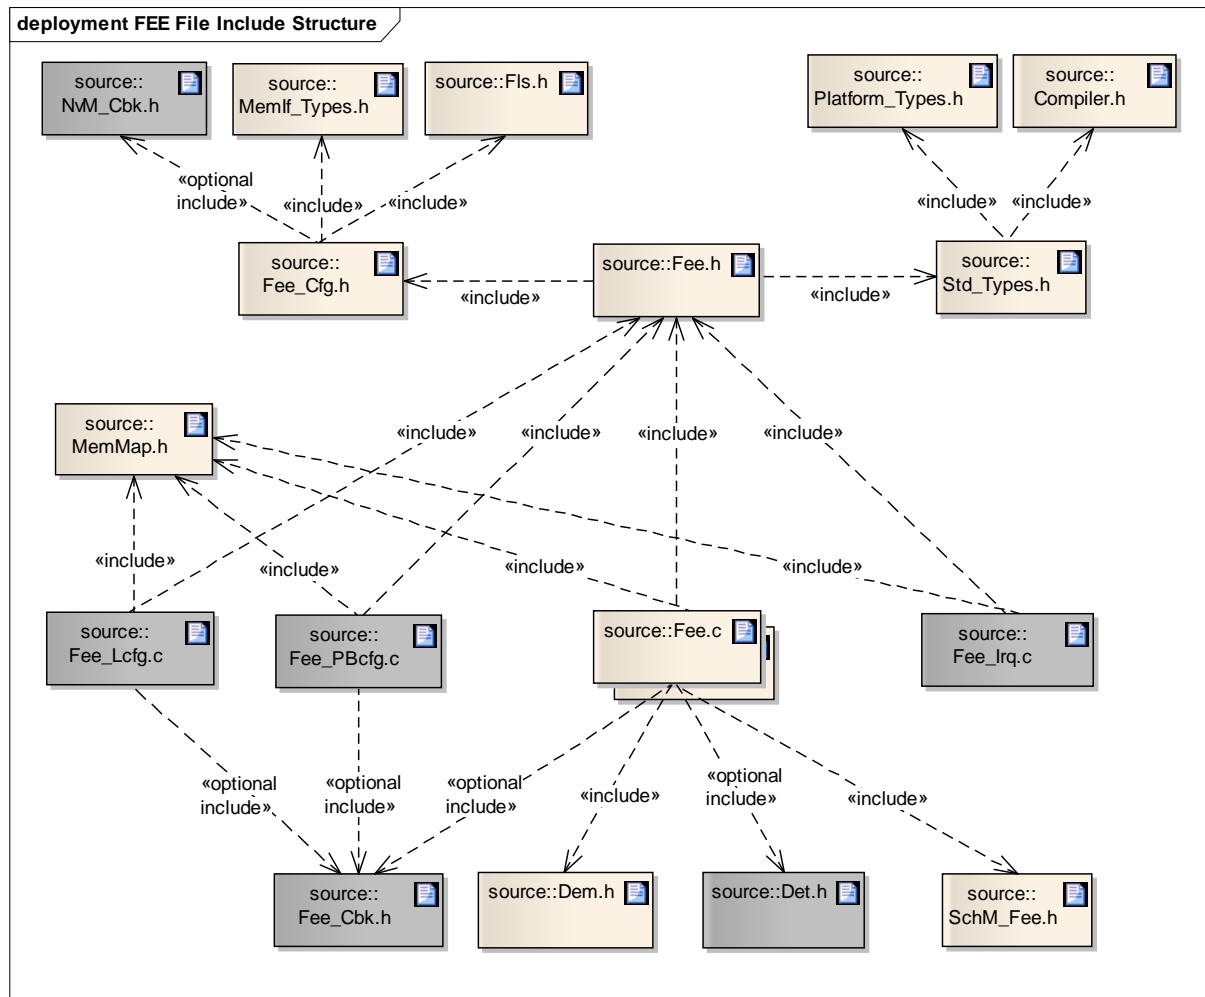 deployment FEE File Include Structure
source::
NvM_Cbk.h
source::
MemIf_Types.h
source::Fls.h
source::
Platform_Types.h
source::
Compiler.h
«optional
include»
«include»
«include»
«include»
«include»
source::
Fee_Cfg.h
source::Fee.h
source::
Std_Types.h
«include»
«include»
source::
MemMap.h
«include»
«include»
«include»
«include»
«include»
«include»
«include»
«include»
source::
Fee_Lcfg.c
source::
Fee_PBcfg.c
source::Fee.c
source::
Fee_Irq.c
«optional
include»
«optional
include»
«optional
include»
«include»
«optional
include»
«include»
source::
Fee_Cbk.h
source::Dem.h
source::Det.h
source::
SchM_Fee.h